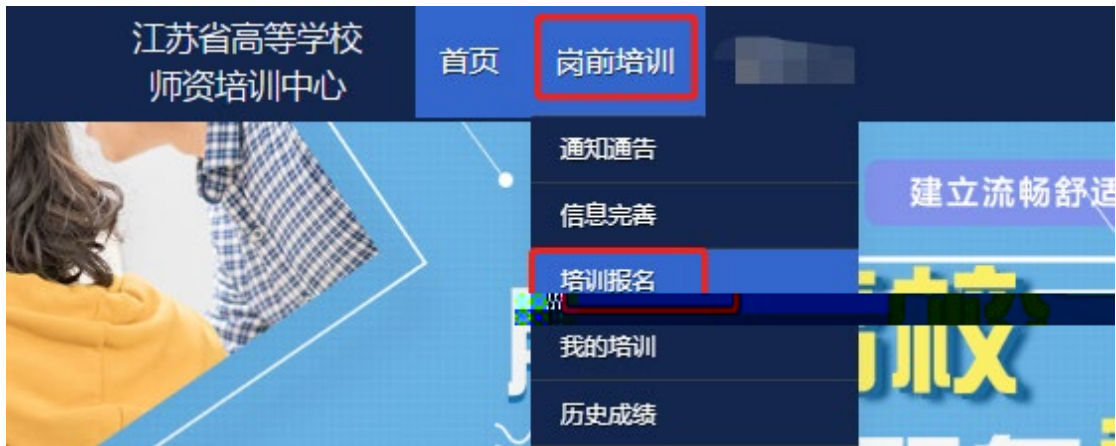 江苏省高等学校
师资培训中心
首页
岗前培训
通知通告
信息完善
建立流畅舒适
培训报名
我的培训
历史成绩